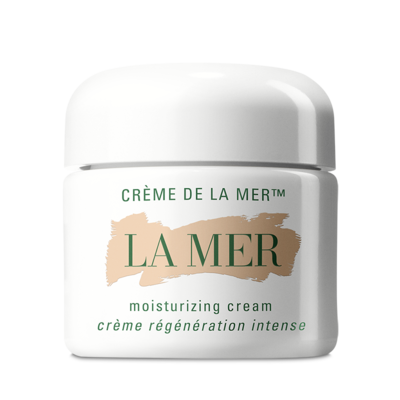 CRÈME DE LA MER™
LA MER
moisturizing cream
crème régénération intense